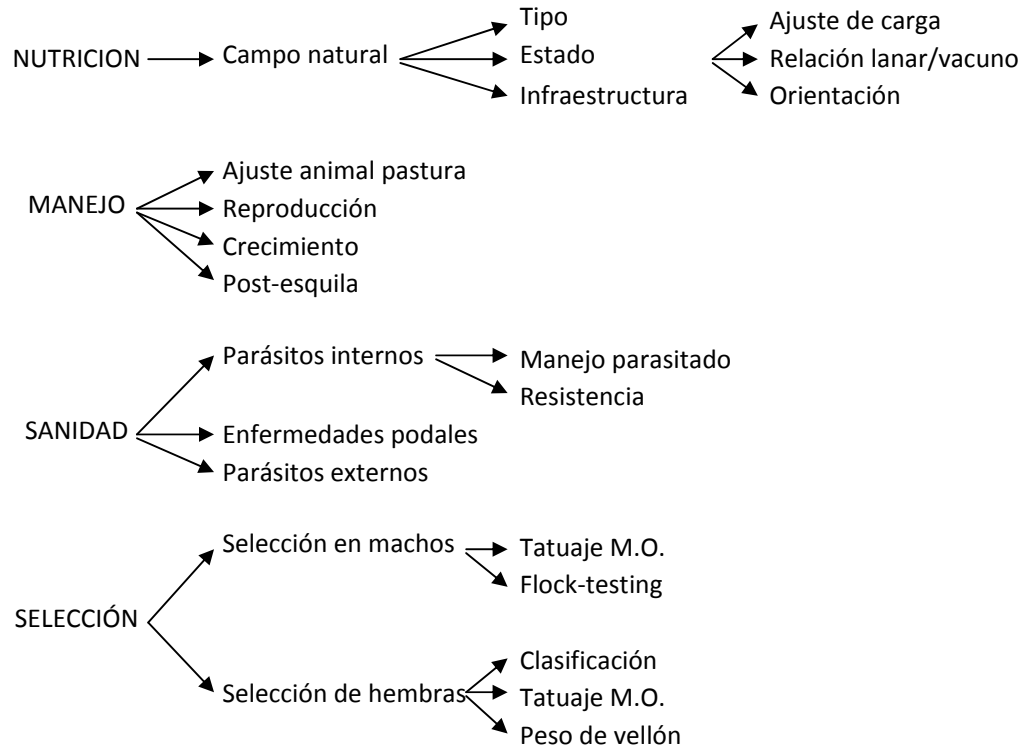 NUTRICION
Campo natural
Tipo
Estado
Infraestructura
Ajuste de carga
Relación lanar/vacuno
Orientación
MANEJO
Ajuste animal pastura
Reproducción
Crecimiento
Post-esquila
SANIDAD
Parásitos internos
Manejo parasitado
Resistencia
Enfermedades podales
Parásitos externos
SELECCIÓN
Selección en machos
Tatuaje M.O.
Flock-testing
Selección de hembras
Clasificación
Tatuaje M.O.
Peso de vellón